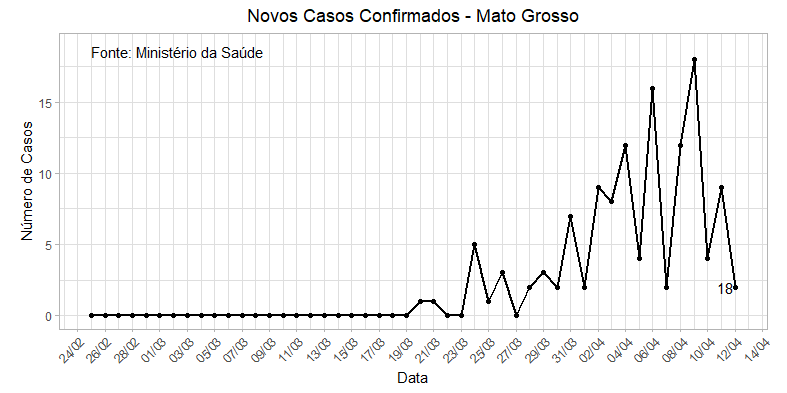 Novos Casos Confirmados - Mato Grosso
Fonte: Ministério da Saúde
Número de Casos
15
10
5
0
18
24/02 26/02 28/02 01/03 03/03 05/03 07/03 09/03 11/03 13/03 15/03 17/03 19/03 21/03 23/03 25/03 27/03 29/03 31/03 02/04 04/04 06/04 08/04 10/04 12/04 14/04
Data